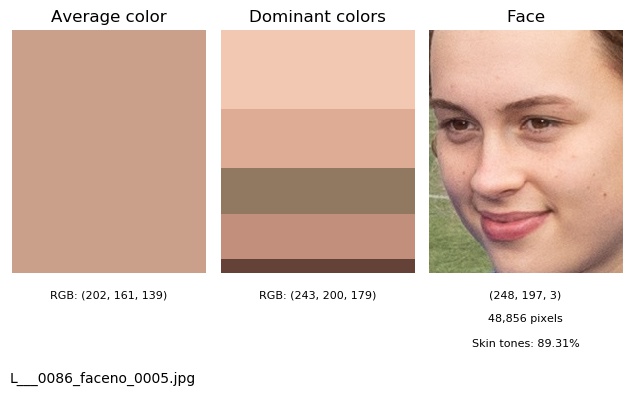 Average color
Dominant colors
Face
RGB: (202, 161, 139)
RGB: (243, 200, 179)
(248, 197, 3)
48,856 pixels
Skin tones: 89.31%
L___0086_faceno_0005.jpg